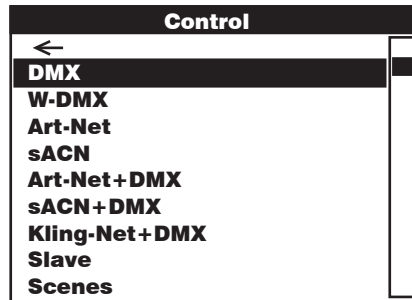 Control
←
DMX
W-DMX
Art-Net
sACN
Art-Net+DMX
sACN+DMX
Kling-Net+DMX
Slave
Scenes